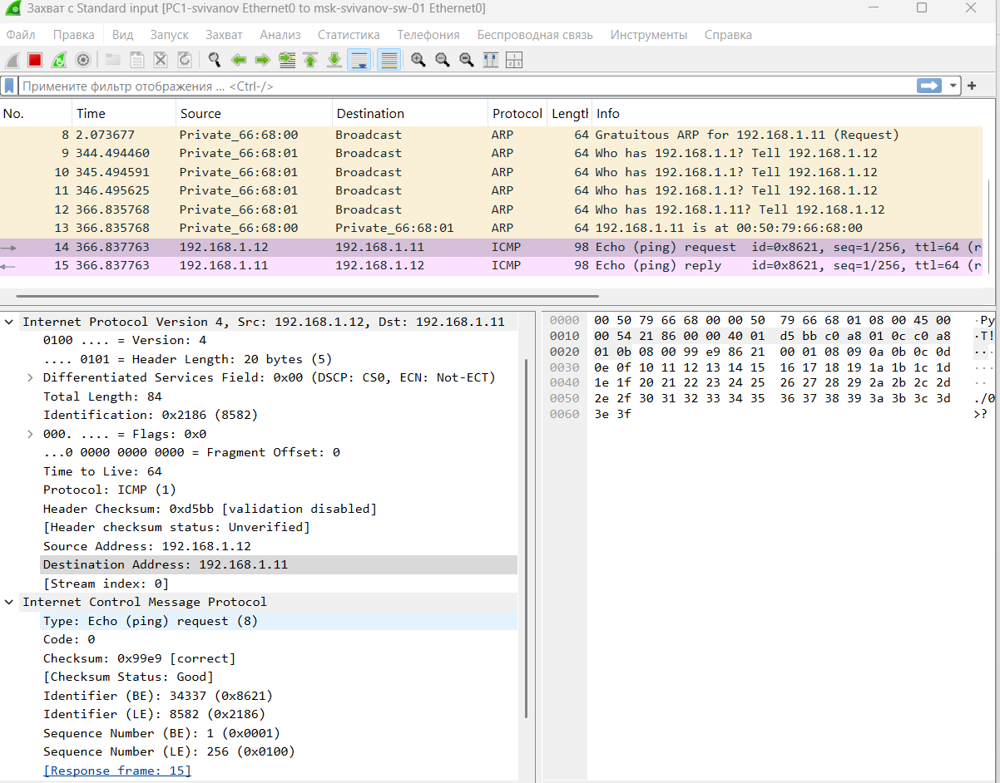 Захват с Standard input [PC1-svivanov Ethernet0 to msk-svivanov-sw-01 Ethernet0]
Файл Правка Вид Запуск Захват Анализ Статистика Телефония Беспроводная связь Инструменты Справка
Примените фильтр отображения ... <Ctrl-/>
No. Time Source Destination Protocol Length Info
8 2.073677 Private_66:68:00 Broadcast ARP 64 Gratuitous ARP for 192.168.1.11 (Request)
9 344.494460 Private_66:68:01 Broadcast ARP 64 Who has 192.168.1.1? Tell 192.168.1.12
10 345.494591 Private_66:68:01 Broadcast ARP 64 Who has 192.168.1.1? Tell 192.168.1.12
11 346.495625 Private_66:68:01 Broadcast ARP 64 Who has 192.168.1.1? Tell 192.168.1.12
12 366.835768 Private_66:68:01 Broadcast ARP 64 Who has 192.168.1.11? Tell 192.168.1.12
13 366.835768 Private_66:68:00 Private_66:68:01 ARP 64 192.168.1.11 is at 00:50:79:66:68:00
14 366.837763 192.168.1.12 192.168.1.11 ICMP 98 Echo (ping) request id=0x8621, seq=1/256, ttl=64 (r
15 366.837763 192.168.1.11 192.168.1.12 ICMP 98 Echo (ping) reply id=0x8621, seq=1/256, ttl=64 (r
Internet Protocol Version 4, Src: 192.168.1.12, Dst: 192.168.1.11
0100 .... = Version: 4
.... 0101 = Header Length: 20 bytes (5)
Differentiated Services Field: 0x00 (DSCP: CS0, ECN: Not-ECT)
Total Length: 84
Identification: 0x2186 (8582)
000. .... = Flags: 0x0
...0 0000 0000 0000 = Fragment Offset: 0
Time to Live: 64
Protocol: ICMP (1)
Header Checksum: 0xd5bb [validation disabled]
[Header checksum status: Unverified]
Source Address: 192.168.1.12
Destination Address: 192.168.1.11
[Stream index: 0]
Internet Control Message Protocol
Type: Echo (ping) request (8)
Code: 0
Checksum: 0x99e9 [correct]
[Checksum Status: Good]
Identifier (BE): 34337 (0x8621)
Identifier (LE): 8582 (0x2186)
Sequence Number (BE): 1 (0x0001)
Sequence Number (LE): 256 (0x0100)
[Response frame: 15]
0000 00 50 79 66 68 00 00 50 79 66 68 01 08 00 45 00 ·Py
0010 00 54 21 86 00 00 40 01 d5 bb c0 a8 01 0c c0 a8 ·T!
0020 01 0b 08 00 99 e9 86 21 00 01 08 09 0a 0b 0c 0d ···
0030 0e 0f 10 11 12 13 14 15 16 17 18 19 1a 1b 1c 1d ···
0040 1e 1f 20 21 22 23 24 25 26 27 28 29 2a 2b 2c 2d ··
0050 2e 2f 30 31 32 33 34 35 36 37 38 39 3a 3b 3c 3d ./0
0060 3e 3f >?